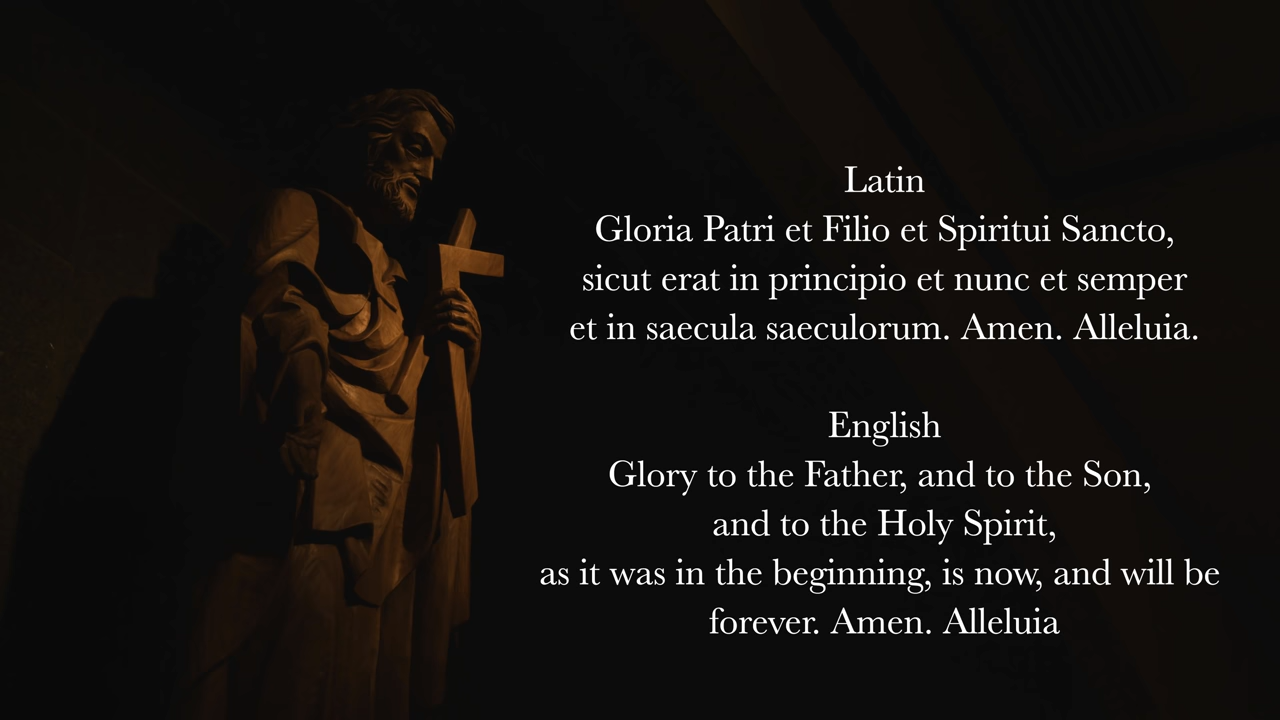 Latin
Gloria Patri et Filio et Spiritui Sancto,
sicut erat in principio et nunc et semper
et in saecula saeculorum. Amen. Alleluia.
English
Glory to the Father, and to the Son,
and to the Holy Spirit,
as it was in the beginning, is now, and will be
forever. Amen. Alleluia